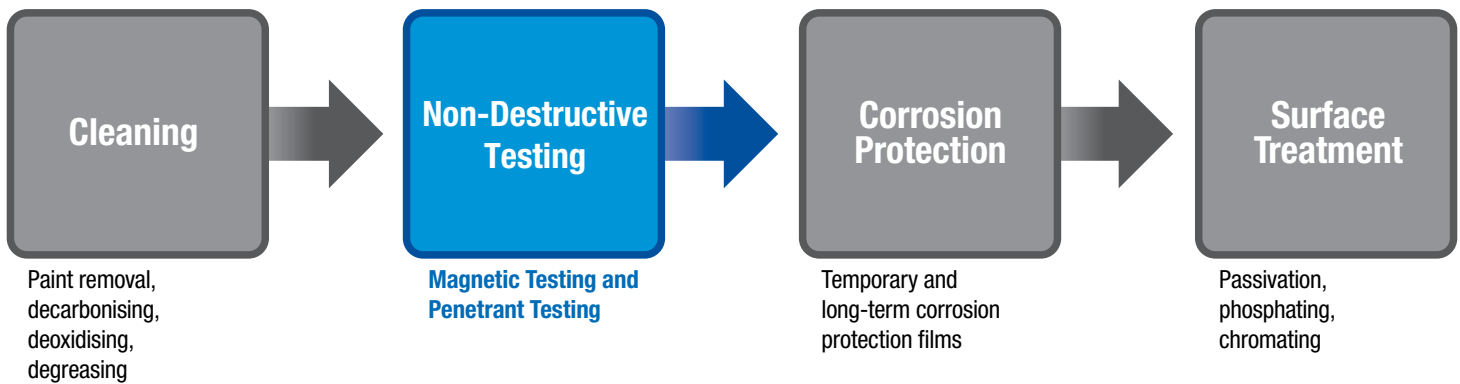 Cleaning
Non-Destructive
Testing
Corrosion
Protection
Surface
Treatment
Paint removal,
decarbonising,
deoxidising,
degreasing
Magnetic Testing and
Penetrant Testing
Temporary and
long-term corrosion
protection films
Passivation,
phosphating,
chromating